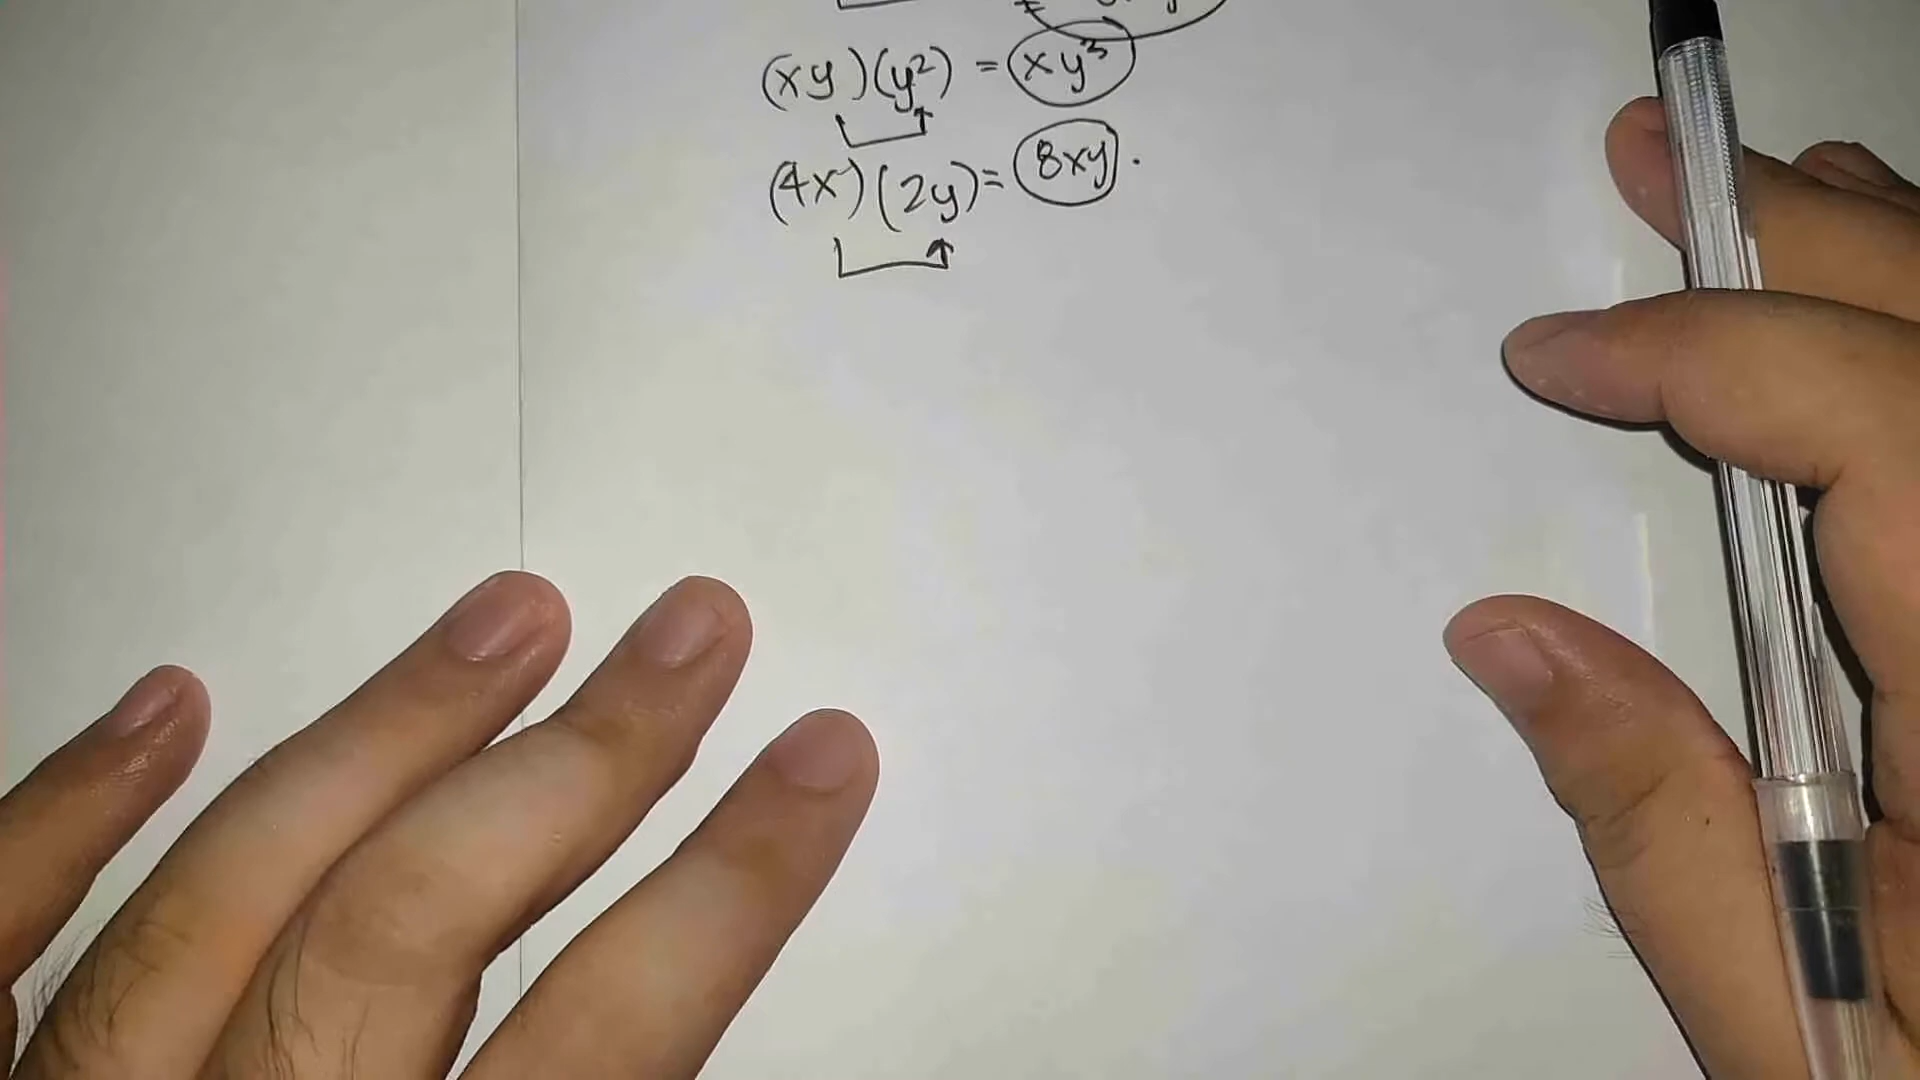 (xy)(y²) = xy³
(4x)(2y) = 8xy.